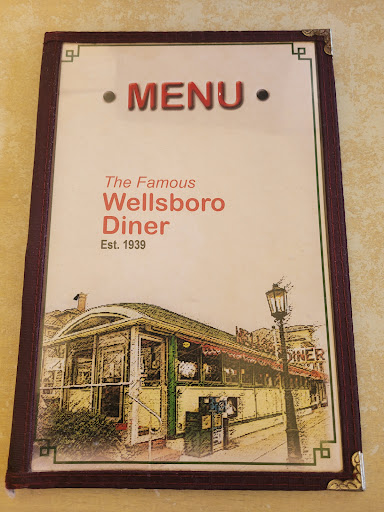 • MENU •
The Famous
Wellsboro
Diner
Est. 1939
DINER